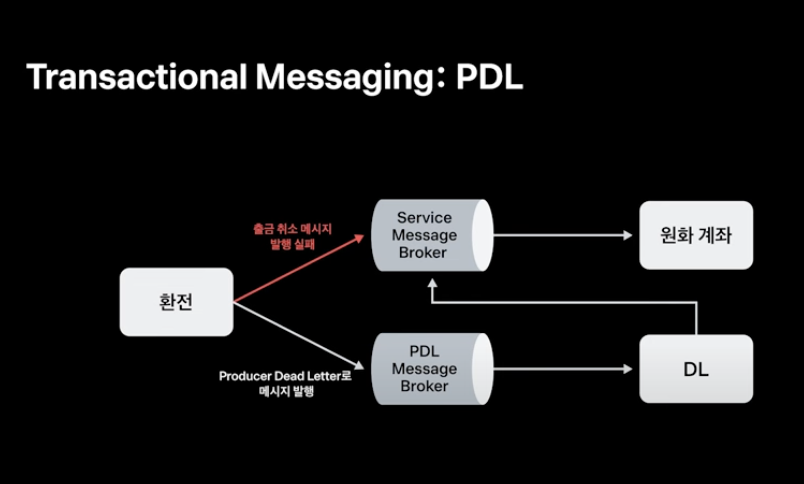 Transactional Messaging: PDL
출금 취소 메시지
발행 실패
Service
Message
Broker
원화 계좌
환전
Producer Dead Letter로
메시지 발행
PDL
Message
Broker
DL